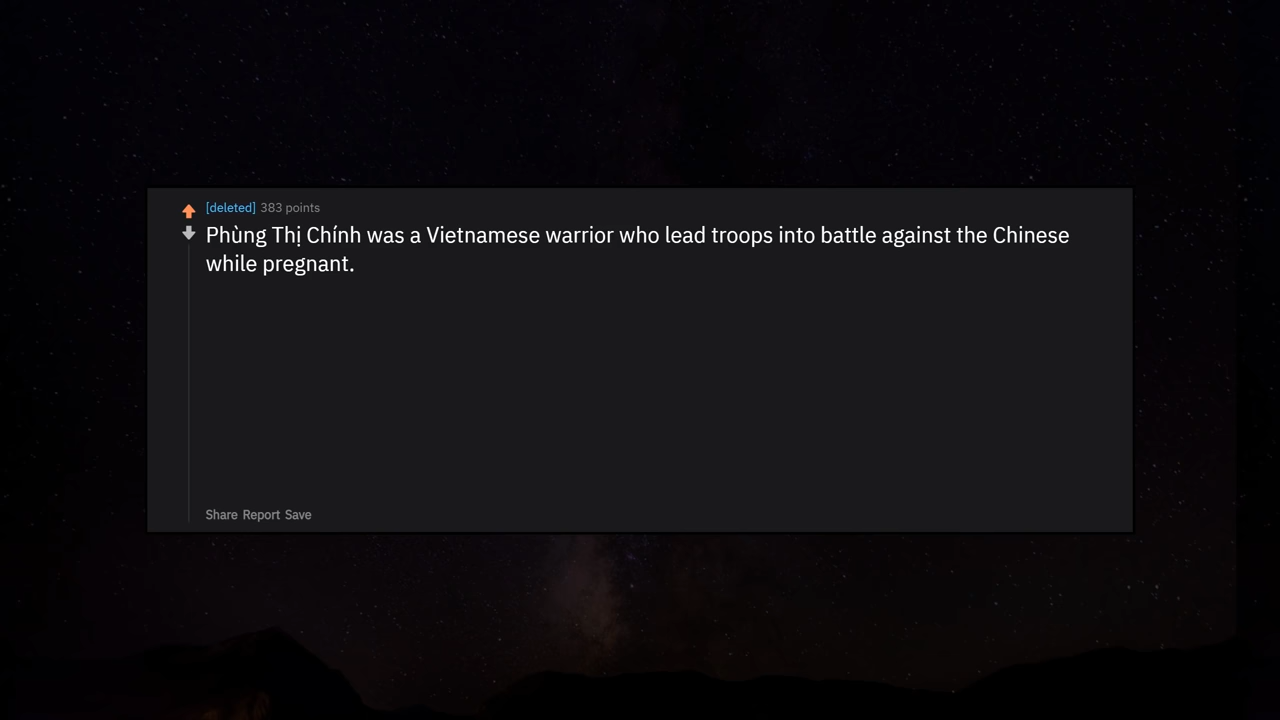 [deleted] 383 points
Phùng Thị Chính was a Vietnamese warrior who lead troops into battle against the Chinese
while pregnant.
Share Report Save